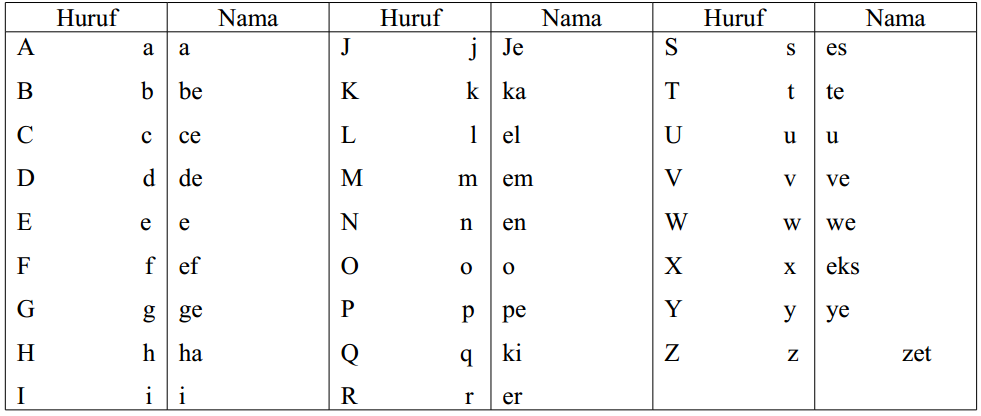 Huruf Nama Huruf Nama Huruf Nama
A a a J j Je S s es
B b be K k ka T t te
C c ce L l el U u u
D d de M m em V v ve
E e e N n en W w we
F f ef O o o X x eks
G g ge P p pe Y y ye
H h ha Q q ki Z z zet
I i i R r er